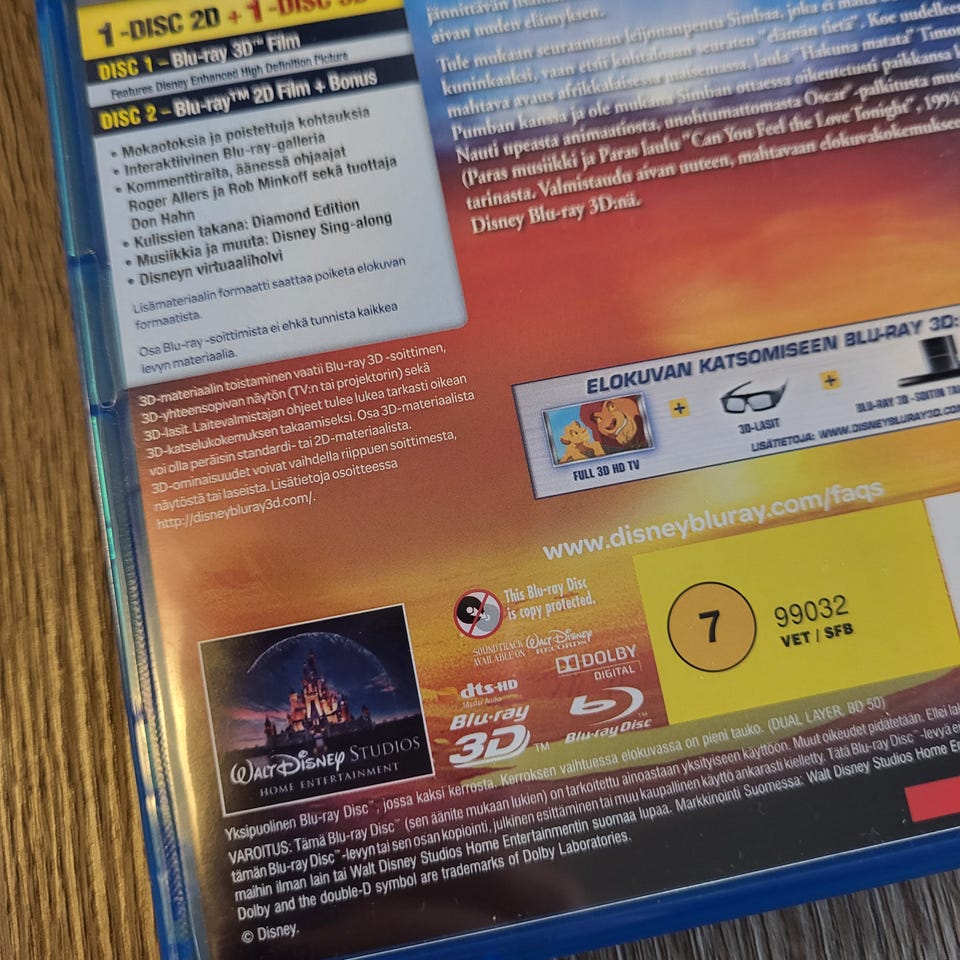 1-DISC 2D + 1-DISC 3D
DISC 1 – Blu-ray 3D™ Film
Features Disney Enhanced High Definition Picture
DISC 2 – Blu-ray™ 2D Film + Bonus
• Mokaotoksia ja poistettuja kohtauksia
• Interaktiivinen Blu-ray-galleria
• Kommenttiraita, äänessä ohjaajat
Roger Allers ja Rob Minkoff sekä tuottaja
Don Hahn
• Kulissien takana: Diamond Edition
• Musiikkia ja muuta: Disney Sing-along
• Disneyn virtuaaliholvi
Lisämateriaalin formaatti saattaa poiketa elokuvan
formaatista.
Osa Blu-ray -soittimista ei ehkä tunnista kaikkea
levyn materiaalia.
3D-materiaalin toistaminen vaatii Blu-ray 3D -soittimen,
3D-yhteensopivan näytön (TV:n tai projektorin) sekä
3D-lasit. Laitevalmistajan ohjeet tulee lukea tarkasti oikean
3D-katselukokemuksen takaamiseksi. Osa 3D-materiaalista
voi olla peräisin standardi- tai 2D-materiaalista.
3D-ominaisuudet voivat vaihdella riippuen soittimesta,
näytöstä tai laseista. Lisätietoja osoitteessa
http://disneybluray3d.com/.
jännittävän
aivan uuden elämyksen.
Tule mukaan seuraamaan leijonanpentu Simbaa, joka ei
kuninkaaksi, vaan etsii kohtaloaan seuraten "elämän tietä". Koe uudelleen
mahtava avaus afrikkalaisessa maisemassa, laula "Hakuna matata"
Pumban kanssa ja ole mukana Simban ottaessa oikeutetusti paikkansa
Nauti upeasta animaatiosta, unohtumattomasta Oscar-palkitusta
(Paras musiikki ja Paras laulu "Can You Feel the Love Tonight", 1994)
tarinasta. Valmistaudu aivan uuteen, mahtavaan
Disney Blu-ray 3D:nä.
ELOKUVAN KATSOMISEEN BLU-RAY 3D:
FULL 3D HD TV
+
3D-LASIT
+
BLU-RAY 3D -SOITIN
LISÄTIETOJA: WWW.DISNEYBLURAY3D.CO
www.disneybluray.com/faqs
This Blu-ray Disc
is copy protected.
SOUNDTRACK
AVAILABLE ON
WALT DISNEY
RECORDS
dts-HD
Master Audio
DOLBY
DIGITAL
Blu-ray
3D™
Blu-ray Disc™
7
99032
VET / SFB
WALT DISNEY STUDIOS
HOME ENTERTAINMENT
Yksipuolinen Blu-ray Disc™, jossa kaksi kerrosta. Kerroksen vaihtuessa elokuvassa on pieni tauko. (DUAL LAYER, BD 50)
VAROITUS: Tämä Blu-ray Disc™ (sen äänite mukaan lukien) on tarkoitettu ainoastaan yksityiseen käyttöön. Muut oikeudet pidätetään. Ellei
tämän Blu-ray Disc™-levyn tai sen osan kopiointi, julkinen esittäminen tai muu kaupallinen käyttö ankarasti kielletty. Tätä Blu-ray Disc™-levyä
maihin ilman lain tai Walt Disney Studios Home Entertainmentin suomaa lupaa. Markkinointi Suomessa: Walt Disney Studios Home
Dolby and the double-D symbol are trademarks of Dolby Laboratories.
© Disney.